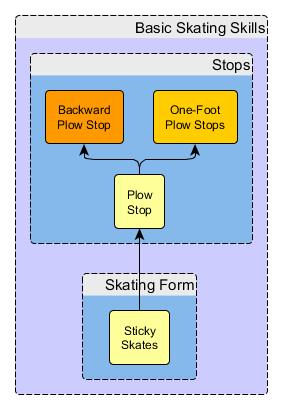 Basic Skating Skills
Stops
Backward
Plow Stop
One-Foot
Plow Stops
Plow
Stop
Skating Form
Sticky
Skates